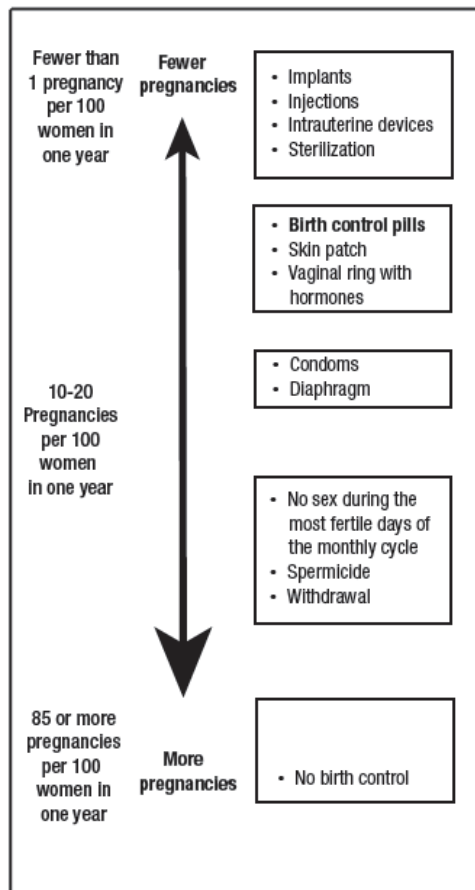 Fewer than
1 pregnancy
per 100
women in
one year
Fewer
pregnancies
• Implants
• Injections
• Intrauterine devices
• Sterilization
• Birth control pills
• Skin patch
• Vaginal ring with
hormones
• Condoms
• Diaphragm
10-20
Pregnancies
per 100
women
in one year
• No sex during the
most fertile days of
the monthly cycle
• Spermicide
• Withdrawal
85 or more
pregnancies
per 100
women in
one year
More
pregnancies
• No birth control